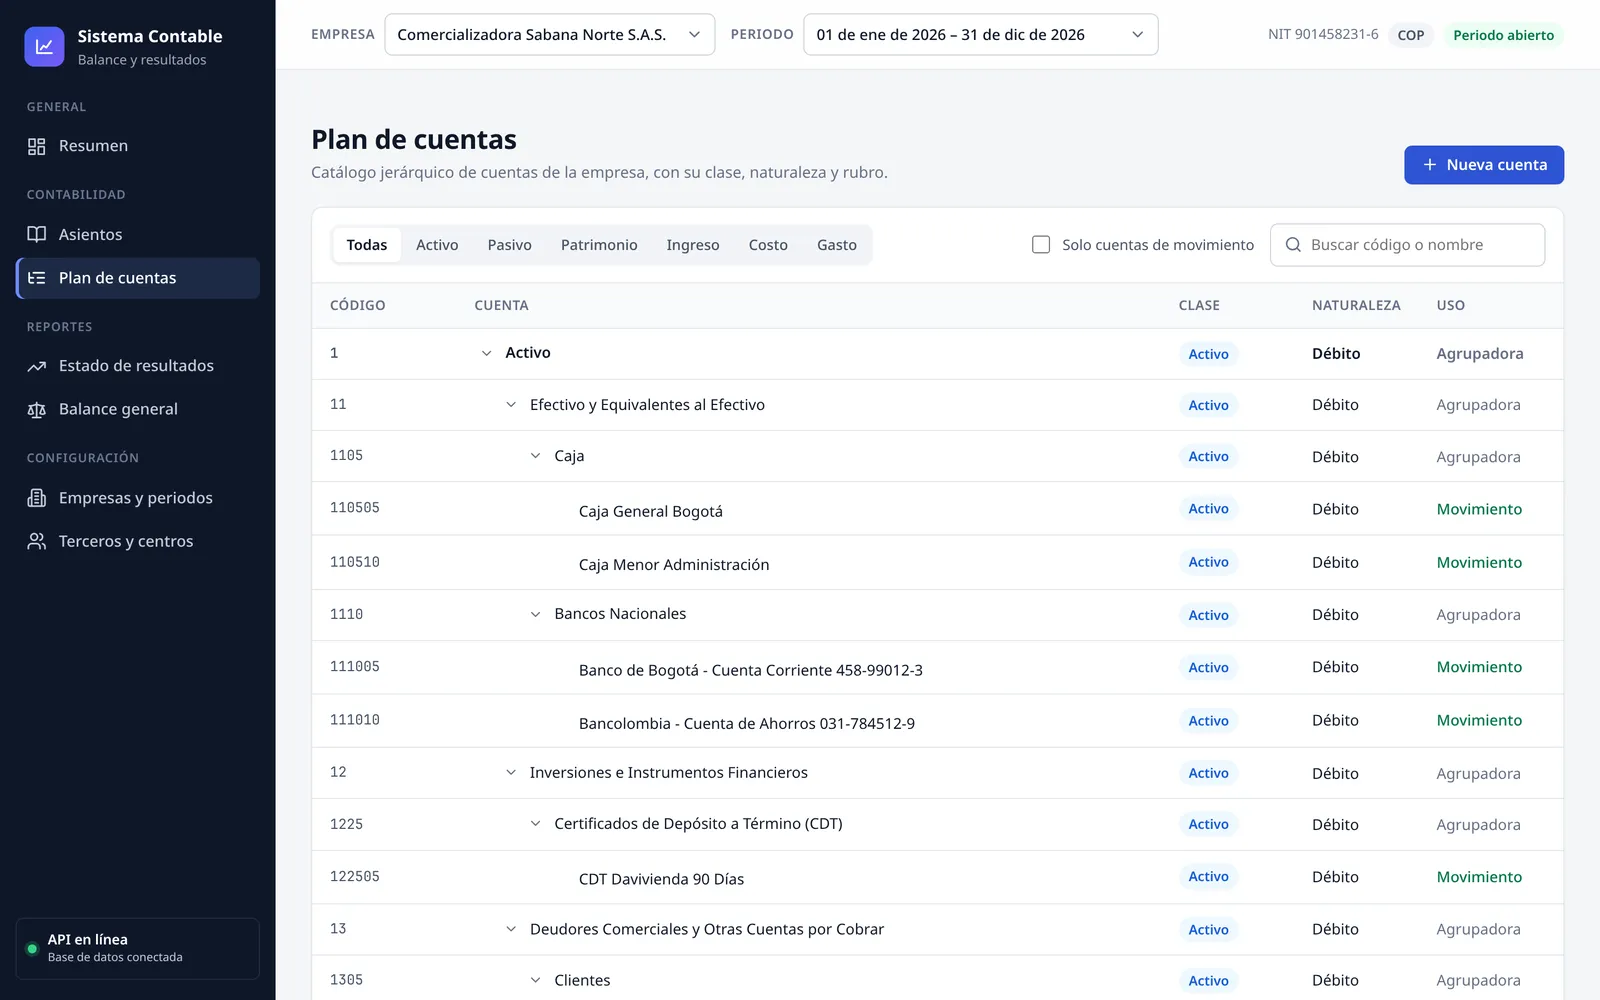 Sistema Contable
Balance y resultados
GENERAL
Resumen
CONTABILIDAD
Asientos
Plan de cuentas
REPORTES
Estado de resultados
Balance general
CONFIGURACIÓN
Empresas y periodos
Terceros y centros
API en línea
Base de datos conectada
EMPRESA Comercializadora Sabana Norte S.A.S. PERIODO 01 de ene de 2026 – 31 de dic de 2026 NIT 901458231-6 COP Periodo abierto
Plan de cuentas
Catálogo jerárquico de cuentas de la empresa, con su clase, naturaleza y rubro.
Nueva cuenta
Todas Activo Pasivo Patrimonio Ingreso Costo Gasto Solo cuentas de movimiento Buscar código o nombre
CÓDIGO CUENTA CLASE NATURALEZA USO
1 Activo Activo Débito Agrupadora
11 Efectivo y Equivalentes al Efectivo Activo Débito Agrupadora
1105 Caja Activo Débito Agrupadora
110505 Caja General Bogotá Activo Débito Movimiento
110510 Caja Menor Administración Activo Débito Movimiento
1110 Bancos Nacionales Activo Débito Agrupadora
111005 Banco de Bogotá - Cuenta Corriente 458-99012-3 Activo Débito Movimiento
111010 Bancolombia - Cuenta de Ahorros 031-784512-9 Activo Débito Movimiento
12 Inversiones e Instrumentos Financieros Activo Débito Agrupadora
1225 Certificados de Depósito a Término (CDT) Activo Débito Agrupadora
122505 CDT Davivienda 90 Días Activo Débito Movimiento
13 Deudores Comerciales y Otras Cuentas por Cobrar Activo Débito Agrupadora
1305 Clientes Activo Débito Agrupadora